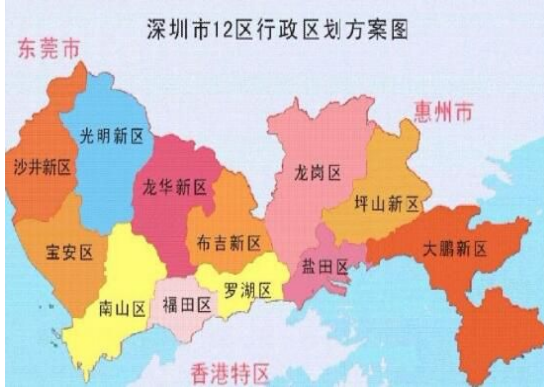 深圳市12区行政区划方案图
东莞市
惠州市
光明新区
沙井新区
龙华新区
龙岗区
坪山新区
宝安区
布吉新区
大鹏新区
盐田区
罗湖区
南山区
福田区
香港特区